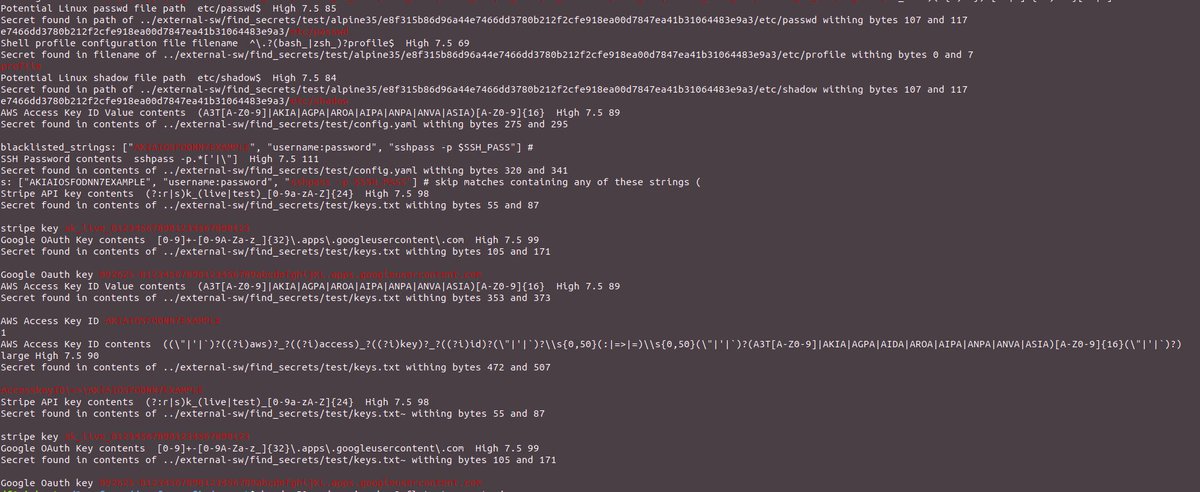 Potential Linux passwd file path  etc/passwd$  High 7.5 85
Secret found in path of ../external-sw/find_secrets/test/alpine35/e8f315b86d96a44e7466dd3780b212f2cfe918ea00d7847ea41b31064483e9a3/etc/passwd withing bytes 107 and 117
e7466dd3780b212f2cfe918ea00d7847ea41b31064483e9a3/etc/passwd
Shell profile configuration file filename  ^\.?(bash_|zsh_)?profile$  High 7.5 69
Secret found in filename of ../external-sw/find_secrets/test/alpine35/e8f315b86d96a44e7466dd3780b212f2cfe918ea00d7847ea41b31064483e9a3/etc/profile withing bytes 0 and 7
profile
Potential Linux shadow file path  etc/shadow$  High 7.5 84
Secret found in path of ../external-sw/find_secrets/test/alpine35/e8f315b86d96a44e7466dd3780b212f2cfe918ea00d7847ea41b31064483e9a3/etc/shadow withing bytes 107 and 117
e7466dd3780b212f2cfe918ea00d7847ea41b31064483e9a3/etc/shadow
AWS Access Key ID Value contents  (A3T[A-Z0-9]|AKIA|AGPA|AROA|AIPA|ANPA|ANVA|ASIA)[A-Z0-9]{16}  High 7.5 89
Secret found in contents of ../external-sw/find_secrets/test/config.yaml withing bytes 275 and 295
blacklisted_strings: ["AKIAIOSFODNN7EXAMPLE", "username:password", "sshpass -p $SSH_PASS"] #
SSH Password contents  sshpass -p.*['|\"]  High 7.5 111
Secret found in contents of ../external-sw/find_secrets/test/config.yaml withing bytes 320 and 341
s: ["AKIAIOSFODNN7EXAMPLE", "username:password", "sshpass -p $SSH_PASS"] # skip matches containing any of these strings (
Stripe API key contents  (?:r|s)k_(live|test)_[0-9a-zA-Z]{24}  High 7.5 98
Secret found in contents of ../external-sw/find_secrets/test/keys.txt withing bytes 55 and 87
stripe key
Google OAuth Key contents  [0-9]+-[0-9A-Za-z_]{32}\.apps\.googleusercontent\.com  High 7.5 99
Secret found in contents of ../external-sw/find_secrets/test/keys.txt withing bytes 105 and 171
Google Oauth key
AWS Access Key ID Value contents  (A3T[A-Z0-9]|AKIA|AGPA|AROA|AIPA|ANPA|ANVA|ASIA)[A-Z0-9]{16}  High 7.5 89
Secret found in contents of ../external-sw/find_secrets/test/keys.txt withing bytes 353 and 373
AWS Access Key ID AKIAIOSFODNN7EXAMPLE
1
AWS Access Key ID contents  ((\"|'|`)?((?i)aws)?_?((?i)access)_?((?i)key)?_?((?i)id)?(\"|'|`)?\\s{0,50}(:|=>|=)\\s{0,50}(\"|'|`)?(A3T[A-Z0-9]|AKIA|AGPA|AIDA|AROA|AIPA|ANPA|ANVA|ASIA)[A-Z0-9]{16}(\"|'|`)?)
large High 7.5 90
Secret found in contents of ../external-sw/find_secrets/test/keys.txt withing bytes 472 and 507
Stripe API key contents  (?:r|s)k_(live|test)_[0-9a-zA-Z]{24}  High 7.5 98
Secret found in contents of ../external-sw/find_secrets/test/keys.txt~ withing bytes 55 and 87
stripe key
Google OAuth Key contents  [0-9]+-[0-9A-Za-z_]{32}\.apps\.googleusercontent\.com  High 7.5 99
Secret found in contents of ../external-sw/find_secrets/test/keys.txt~ withing bytes 105 and 171
Google Oauth key